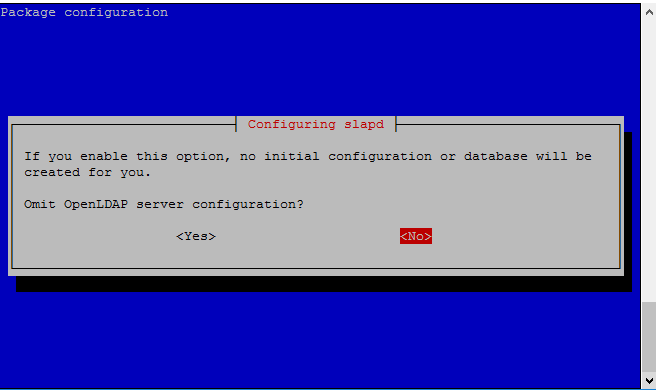 Package configuration
Configuring slapd
If you enable this option, no initial configuration or database will be
created for you.
Omit OpenLDAP server configuration?
<Yes> <No>